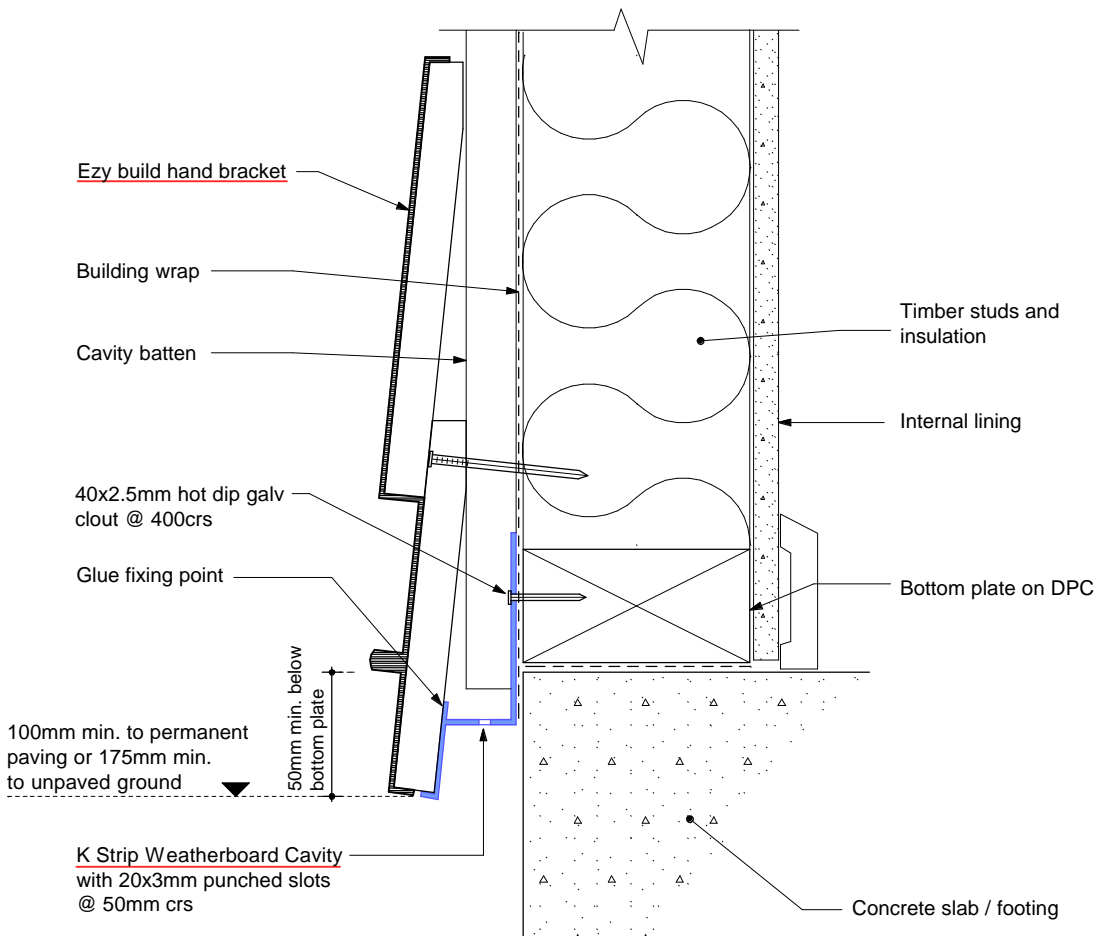 Ezy build hand bracket
Building wrap
Cavity batten
40x2.5mm hot dip galv
clout @ 400crs
Glue fixing point
50mm min. below
bottom plate
100mm min. to permanent
paving or 175mm min.
to unpaved ground
K Strip Weatherboard Cavity
with 20x3mm punched slots
@ 50mm crs
Timber studs and
insulation
Internal lining
Bottom plate on DPC
Concrete slab / footing